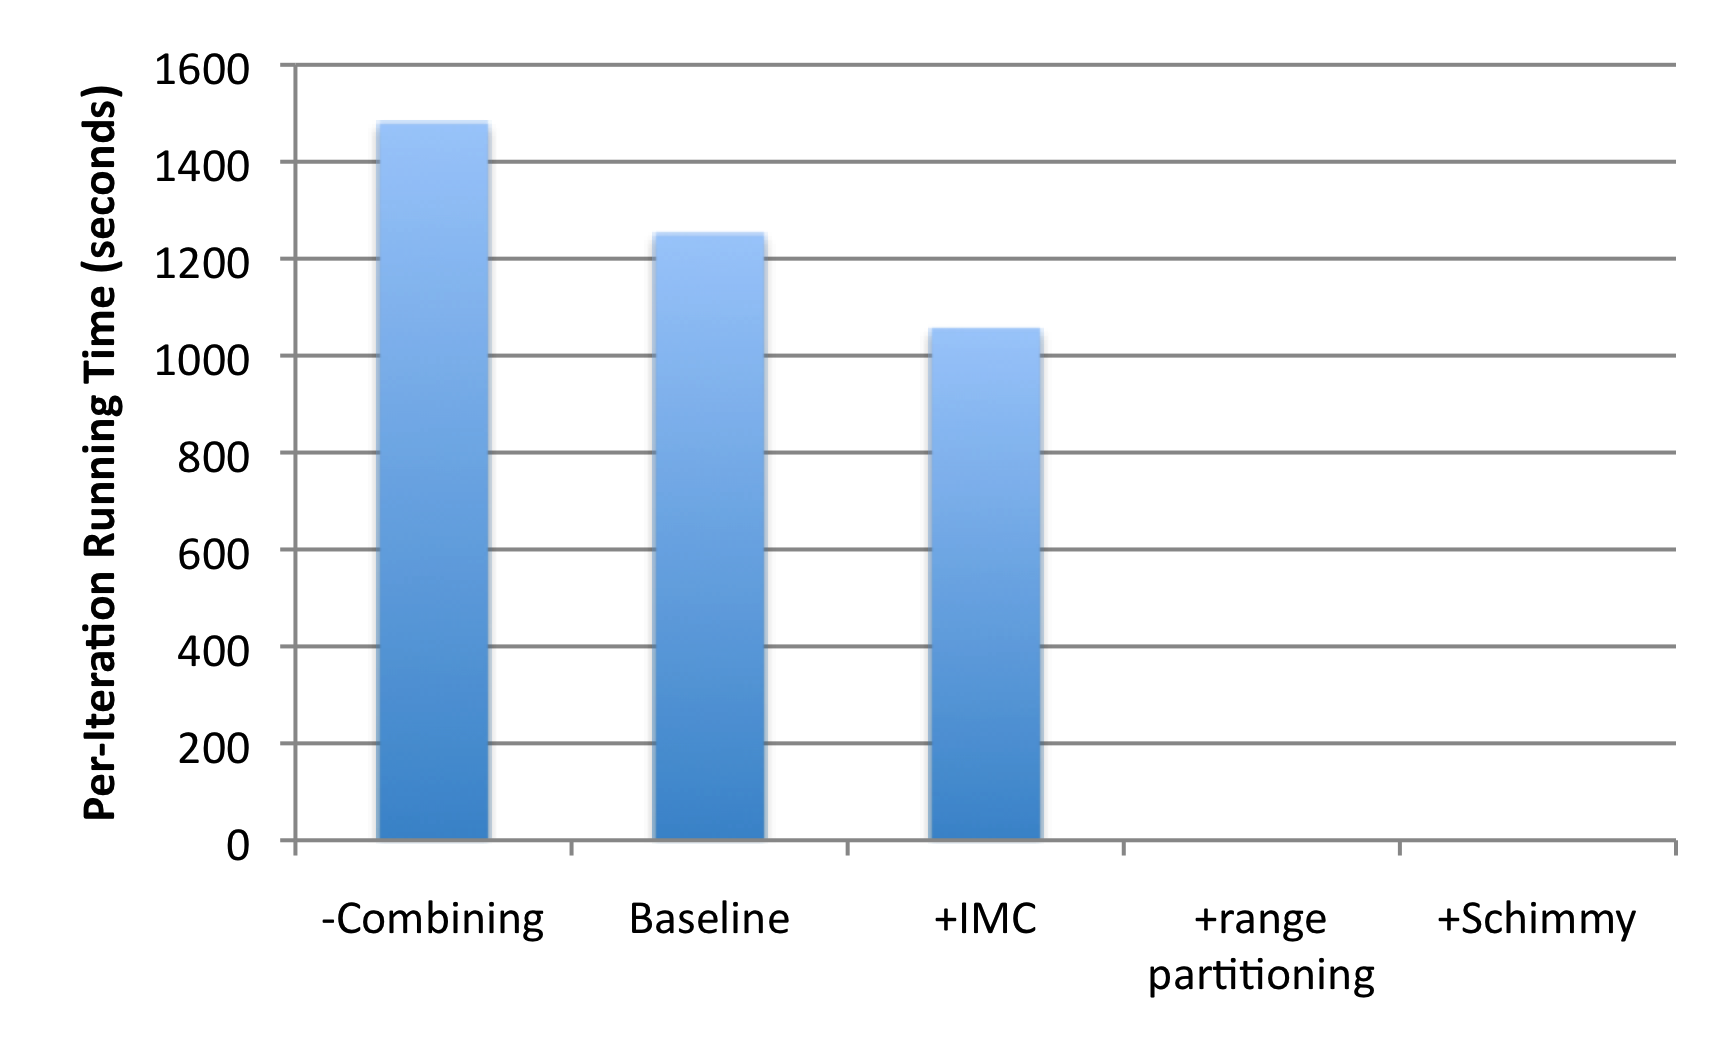 Per-Iteration Running Time (seconds)
1600
1400
1200
1000
800
600
400
200
0
-Combining
Baseline
+IMC
+range
partitioning
+Schimmy